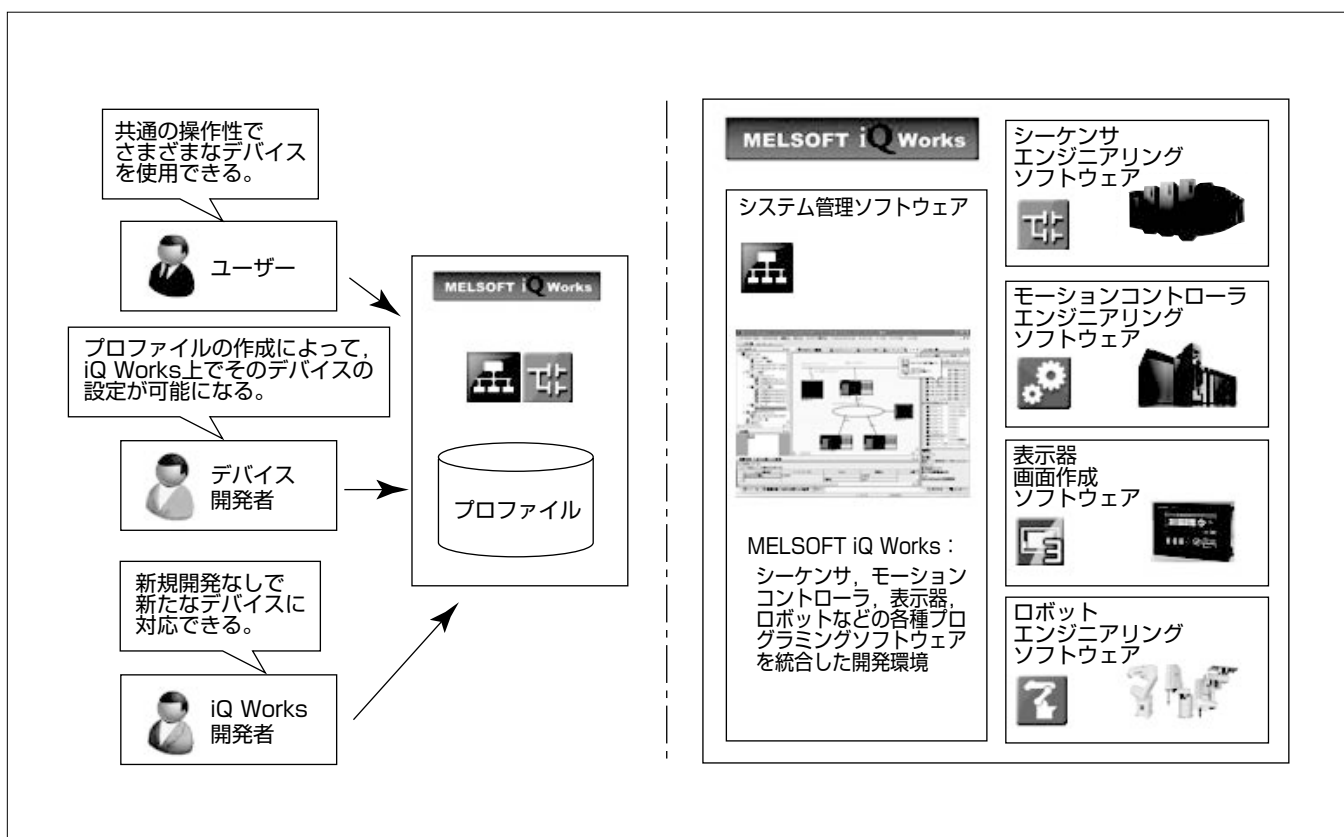 共通の操作性で
さまざまなデバイス
を使用できる。
ユーザー
プロファイルの作成によって,
iQ Works上でそのデバイスの
設定が可能になる。
デバイス
開発者
新規開発なしで
新たなデバイスに
対応できる。
iQ Works
開発者
MELSOFT iQ Works
プロファイル
MELSOFT iQ Works
システム管理ソフトウェア
MELSOFT iQ Works：
シーケンサ，モーション
コントローラ，表示器，
ロボットなどの各種プロ
グラミングソフトウェア
を統合した開発環境
シーケンサ
エンジニアリング
ソフトウェア
モーションコントローラ
エンジニアリング
ソフトウェア
表示器
画面作成
ソフトウェア
3
ロボット
エンジニアリング
ソフトウェア